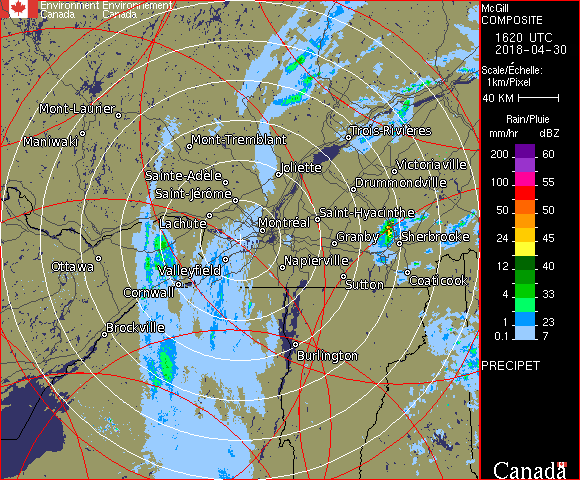 Environment Environnement
Canada Canada
McGill
COMPOSITE
1620 UTC
2018-04-30
Scale/Échelle:
1km/Pixel
40 KM
Rain/Pluie
mm/hr dBZ
200 60
100 55
50 50
24 45
12 40
4 33
1 23
0.1 7
PRECIPET
Canada
Mont-Laurier
Maniwaki
Mont-Tremblant
Trois-Rivières
Joliette
Victoriaville
Sainte-Adèle
Drummondville
Saint-Jérôme
Lachute
Saint-Hyacinthe
Montréal
Granby
Sherbrooke
Ottawa
Valleyfield
Napierville
Cornwall
Sutton
Coaticook
Brockville
Burlington